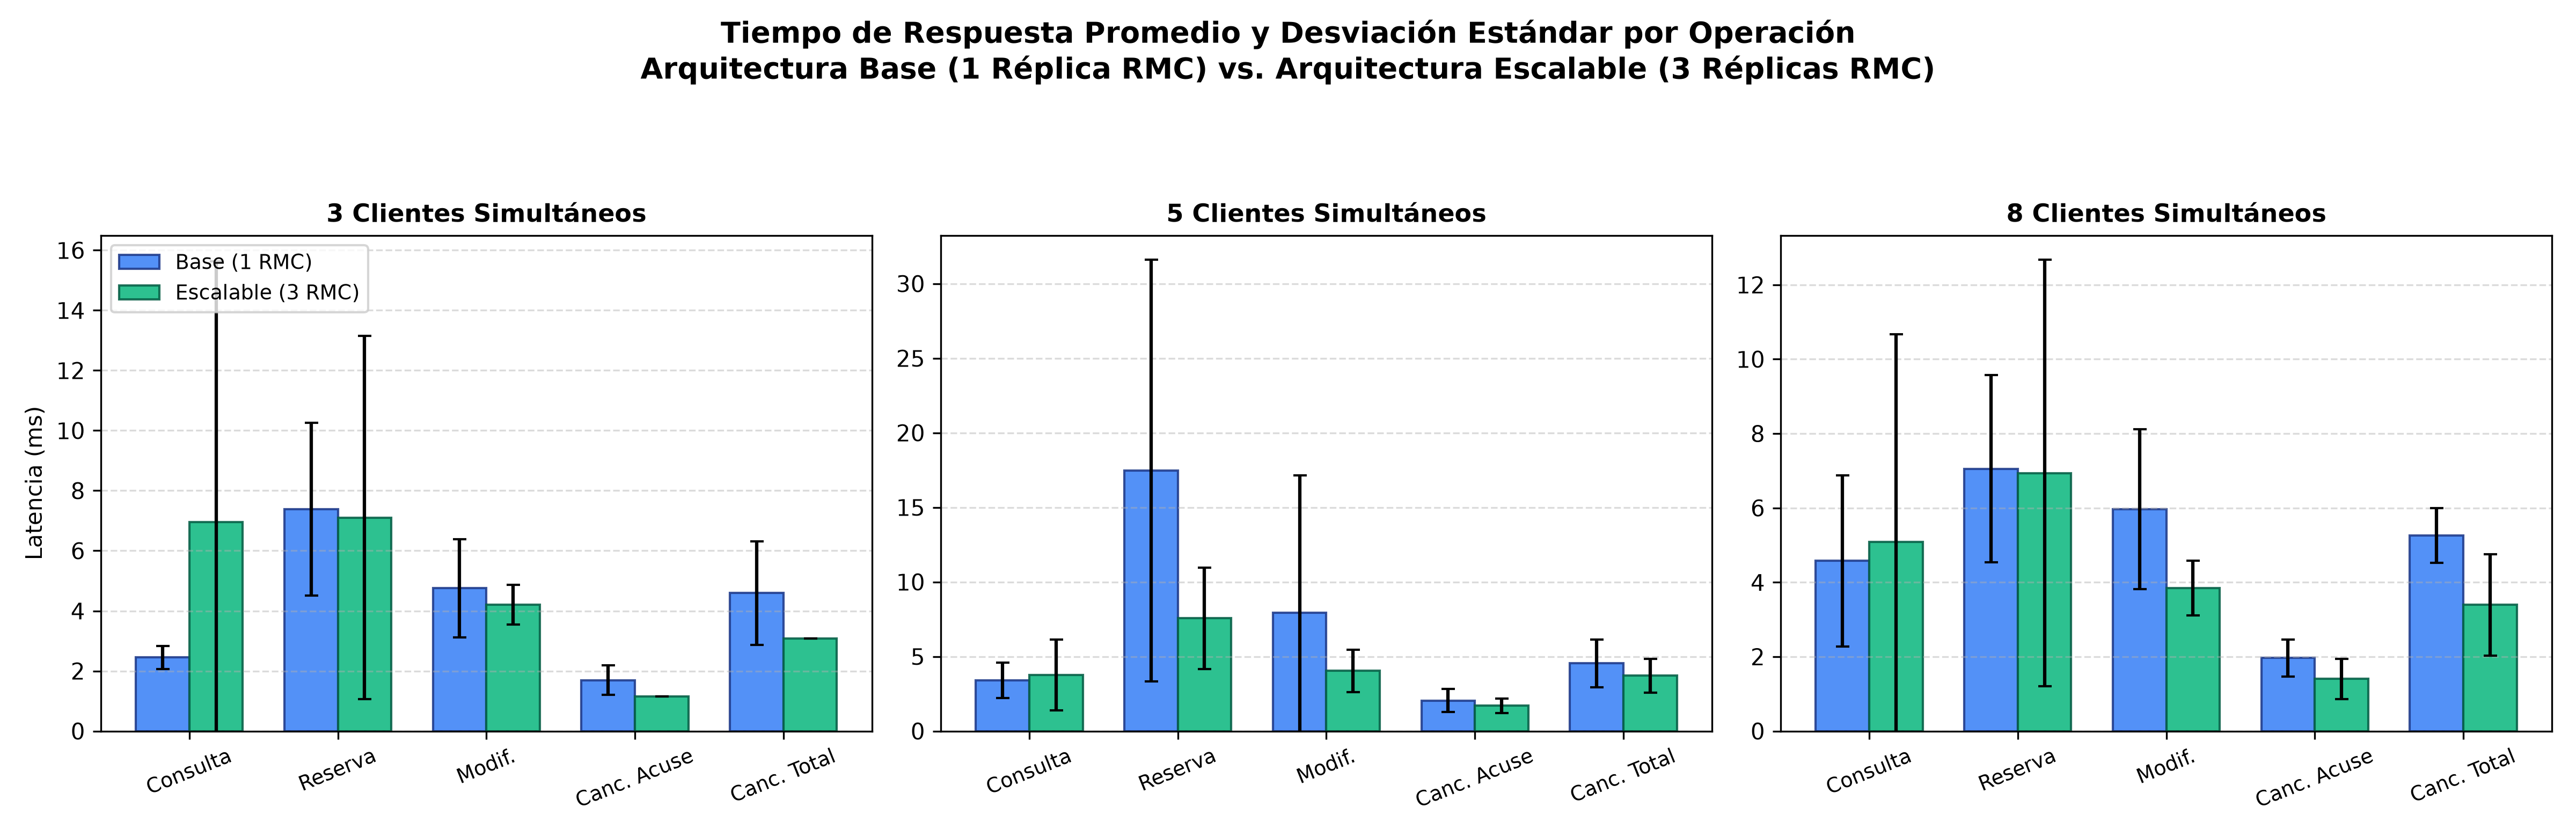 Tiempo de Respuesta Promedio y Desviación Estándar por Operación
Arquitectura Base (1 Réplica RMC) vs. Arquitectura Escalable (3 Réplicas RMC)
3 Clientes Simultáneos
Latencia (ms)
16
14
12
10
8
6
4
2
0
Base (1 RMC)
Escalable (3 RMC)
Consulta
Reserva
Modif.
Canc. Acuse
Canc. Total
5 Clientes Simultáneos
30
25
20
15
10
5
0
Consulta
Reserva
Modif.
Canc. Acuse
Canc. Total
8 Clientes Simultáneos
12
10
8
6
4
2
0
Consulta
Reserva
Modif.
Canc. Acuse
Canc. Total